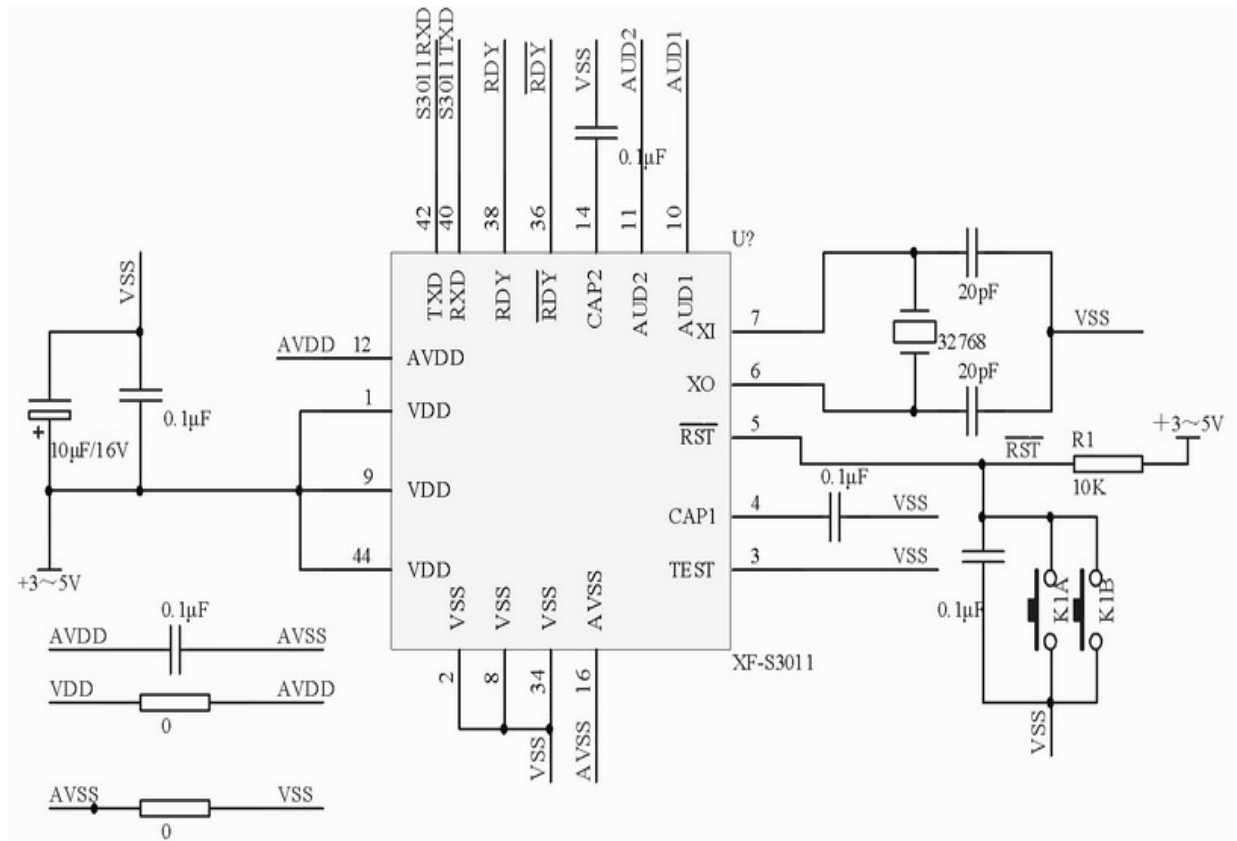 S3011RXD
S3011TXD
RDY
RDY
VSS
AUD2
AUD1
0.1μF
42
40
38
36
14
11
10
U?
TXD
RXD
RDY
RDY
CAP2
AUD2
AUD1
VSS
AVDD 12
AVDD
1
VDD
0.1μF
10μF/16V
+
9
VDD
44
VDD
+3～5V
XI
7
20pF
32768
VSS
XO
6
20pF
RST
5
RST
R1
10K
+3～5V
CAP1
4
0.1μF
VSS
TEST
3
VSS
0.1μF
K1A
K1B
VSS
VSS
VSS
VSS
AVSS
XF-S3011
2
8
34
16
VSS
AVSS
0.1μF
AVDD
AVSS
VDD
AVDD
0
AVSS
VSS
0